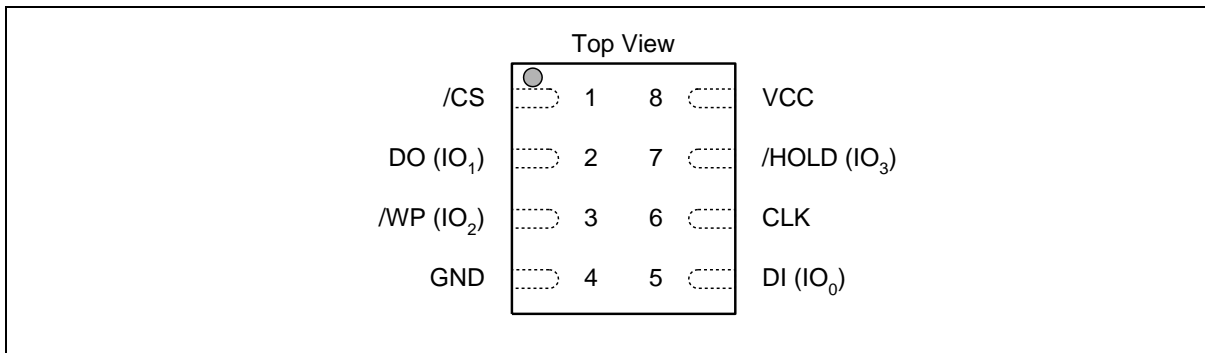 Top View
/CS 1 8 VCC
DO (IO₁) 2 7 /HOLD (IO₃)
/WP (IO₂) 3 6 CLK
GND 4 5 DI (IO₀)